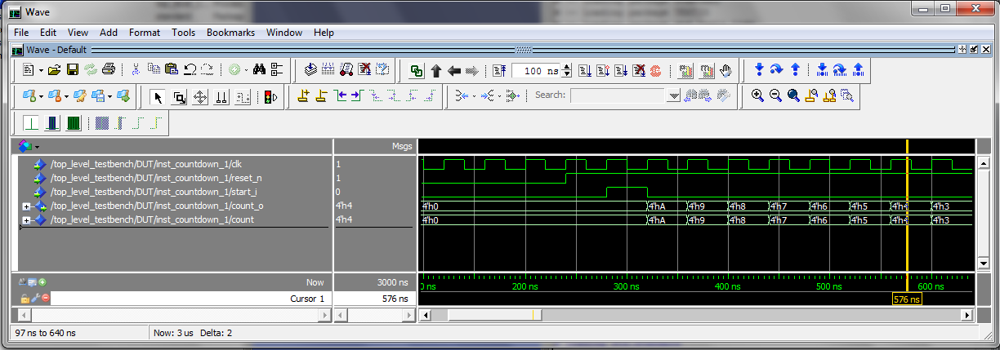 Wave
File Edit View Add Format Tools Bookmarks Window Help
Wave - Default
100 ns
Search:
Msgs
/top_level_testbench/DUT/inst_countdown_1/clk 1
/top_level_testbench/DUT/inst_countdown_1/reset_n 1
/top_level_testbench/DUT/inst_countdown_1/start_i 0
/top_level_testbench/DUT/inst_countdown_1/count_o 4'h4 4'h0 4'hA 4'h9 4'h8 4'h7 4'h6 4'h5 4'h4 4'h3
/top_level_testbench/DUT/inst_countdown_1/count 4'h4 4'h0 4'hA 4'h9 4'h8 4'h7 4'h6 4'h5 4'h4 4'h3
Now 3000 ns 200 ns 300 ns 400 ns 500 ns 600 ns
Cursor 1 576 ns 576 ns
97 ns to 640 ns Now: 3 us Delta: 2